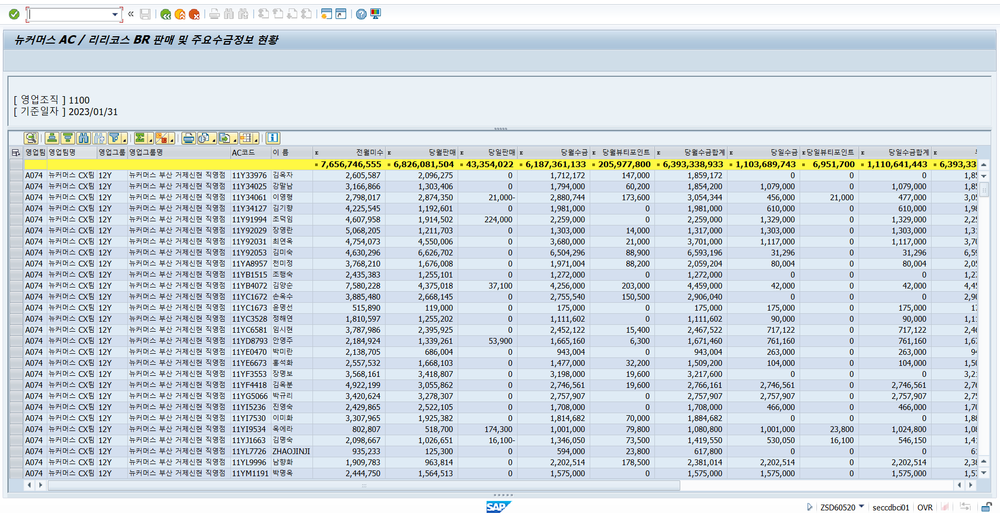 뉴커머스 AC / 리리코스 BR 판매 및 주요수금정보 현황
[ 영업조직 ] 1100
[ 기준일자 ] 2023/01/31
영업팀 영업팀명 영업그룹 영업그룹명 AC코드 이 름 Σ 전월미수 Σ 당월판매 Σ 당일판매 Σ 당월수금 Σ 당월뷰티포인트 Σ 당월수금합계 Σ 당일수금 Σ 당일뷰티포인트 Σ 당일수금합계 Σ
7,656,746,555 6,826,081,504 43,354,022 6,187,361,133 205,977,800 6,393,338,933 1,103,689,743 6,951,700 1,110,641,443 6,393,33
A074 뉴커머스 CX팀 12Y 뉴커머스 부산 거제신현 직영점 11Y33976 김옥자 2,605,587 2,096,275 0 1,712,172 147,000 1,859,172 0 0 0 1,85
A074 뉴커머스 CX팀 12Y 뉴커머스 부산 거제신현 직영점 11Y34025 강말남 3,166,866 1,303,406 0 1,794,000 60,200 1,854,200 1,079,000 0 1,079,000 1,85
A074 뉴커머스 CX팀 12Y 뉴커머스 부산 거제신현 직영점 11Y34061 이영형 2,798,017 2,874,350 21,000- 2,880,744 173,600 3,054,344 456,000 21,000 477,000 3,05
A074 뉴커머스 CX팀 12Y 뉴커머스 부산 거제신현 직영점 11Y34127 김기향 4,225,545 1,192,601 0 1,981,000 0 1,981,000 610,000 0 610,000 1,98
A074 뉴커머스 CX팀 12Y 뉴커머스 부산 거제신현 직영점 11Y91994 조덕임 4,607,958 1,914,502 224,000 2,259,000 0 2,259,000 1,329,000 0 1,329,000 2,25
A074 뉴커머스 CX팀 12Y 뉴커머스 부산 거제신현 직영점 11Y92029 장영란 5,068,205 1,211,703 0 1,303,000 14,000 1,317,000 1,303,000 0 1,303,000 1,31
A074 뉴커머스 CX팀 12Y 뉴커머스 부산 거제신현 직영점 11Y92031 최연옥 4,754,073 4,550,006 0 3,680,000 21,000 3,701,000 1,117,000 0 1,117,000 3,70
A074 뉴커머스 CX팀 12Y 뉴커머스 부산 거제신현 직영점 11Y92053 김미숙 4,630,296 6,626,702 0 6,504,296 88,900 6,593,196 31,296 0 31,296 6,59
A074 뉴커머스 CX팀 12Y 뉴커머스 부산 거제신현 직영점 11YA8957 천미정 3,768,210 1,676,008 0 1,971,004 88,200 2,059,204 80,004 0 80,004 2,05
A074 뉴커머스 CX팀 12Y 뉴커머스 부산 거제신현 직영점 11YB1515 조행숙 2,435,383 1,255,101 0 1,272,000 0 1,272,000 0 0 0 1,27
A074 뉴커머스 CX팀 12Y 뉴커머스 부산 거제신현 직영점 11YB4072 김양순 7,580,228 4,375,018 37,100 4,256,000 203,000 4,459,000 42,000 0 42,000 4,45
A074 뉴커머스 CX팀 12Y 뉴커머스 부산 거제신현 직영점 11YC1672 손옥수 3,885,480 2,668,145 0 2,755,540 150,500 2,906,040 0 0 0 2,90
A074 뉴커머스 CX팀 12Y 뉴커머스 부산 거제신현 직영점 11YC1673 윤명선 515,890 119,000 0 175,000 0 175,000 175,000 0 175,000 17
A074 뉴커머스 CX팀 12Y 뉴커머스 부산 거제신현 직영점 11YC3528 정해연 1,810,597 1,255,202 0 1,111,602 0 1,111,602 90,000 0 90,000 1,11
A074 뉴커머스 CX팀 12Y 뉴커머스 부산 거제신현 직영점 11YC6581 임시현 3,787,986 2,395,925 0 2,452,122 15,400 2,467,522 717,122 0 717,122 2,46
A074 뉴커머스 CX팀 12Y 뉴커머스 부산 거제신현 직영점 11YD8793 안영주 2,184,924 1,339,261 53,900 1,665,160 6,300 1,671,460 761,160 0 761,160 1,67
A074 뉴커머스 CX팀 12Y 뉴커머스 부산 거제신현 직영점 11YE0470 박미란 2,138,705 686,004 0 943,004 0 943,004 263,000 0 263,000 94
A074 뉴커머스 CX팀 12Y 뉴커머스 부산 거제신현 직영점 11YE6673 홍석화 2,557,532 1,668,103 0 1,477,000 32,200 1,509,200 104,000 0 104,000 1,50
A074 뉴커머스 CX팀 12Y 뉴커머스 부산 거제신현 직영점 11YF3553 장명보 3,568,161 3,418,807 0 3,198,000 19,600 3,217,600 0 0 0 3,21
A074 뉴커머스 CX팀 12Y 뉴커머스 부산 거제신현 직영점 11YF4418 김옥분 4,922,199 3,055,862 0 2,746,561 19,600 2,766,161 2,746,561 0 2,746,561 2,76
A074 뉴커머스 CX팀 12Y 뉴커머스 부산 거제신현 직영점 11YG5066 박규리 3,420,624 3,278,307 0 2,757,907 0 2,757,907 2,757,907 0 2,757,907 2,75
A074 뉴커머스 CX팀 12Y 뉴커머스 부산 거제신현 직영점 11YI5236 진영숙 2,429,865 2,522,105 0 1,708,000 0 1,708,000 466,000 0 466,000 1,70
A074 뉴커머스 CX팀 12Y 뉴커머스 부산 거제신현 직영점 11YI7530 이미화 3,307,965 1,925,382 0 1,814,682 70,000 1,884,682 0 0 0 1,88
A074 뉴커머스 CX팀 12Y 뉴커머스 부산 거제신현 직영점 11YI9534 옥에라 802,807 518,700 174,300 1,001,000 79,800 1,080,800 1,001,000 23,800 1,024,800 1,08
A074 뉴커머스 CX팀 12Y 뉴커머스 부산 거제신현 직영점 11YJ1663 김명숙 2,098,667 1,026,651 16,100- 1,346,050 73,500 1,419,550 530,050 16,100 546,150 1,41
A074 뉴커머스 CX팀 12Y 뉴커머스 부산 거제신현 직영점 11YL7726 ZHAOJINJI 935,233 125,300 0 594,000 23,800 617,800 0 0 0 61
A074 뉴커머스 CX팀 12Y 뉴커머스 부산 거제신현 직영점 11YL9996 남향화 1,909,783 963,814 0 2,202,514 178,500 2,381,014 2,202,514 0 2,202,514 2,38
A074 뉴커머스 CX팀 12Y 뉴커머스 부산 거제신현 직영점 11YM1191 박명옥 2,444,750 1,564,513 0 1,575,000 0 1,575,000 1,575,000 0 1,575,000 1,57
SAP ZSD60520 seccdbci01 OVR